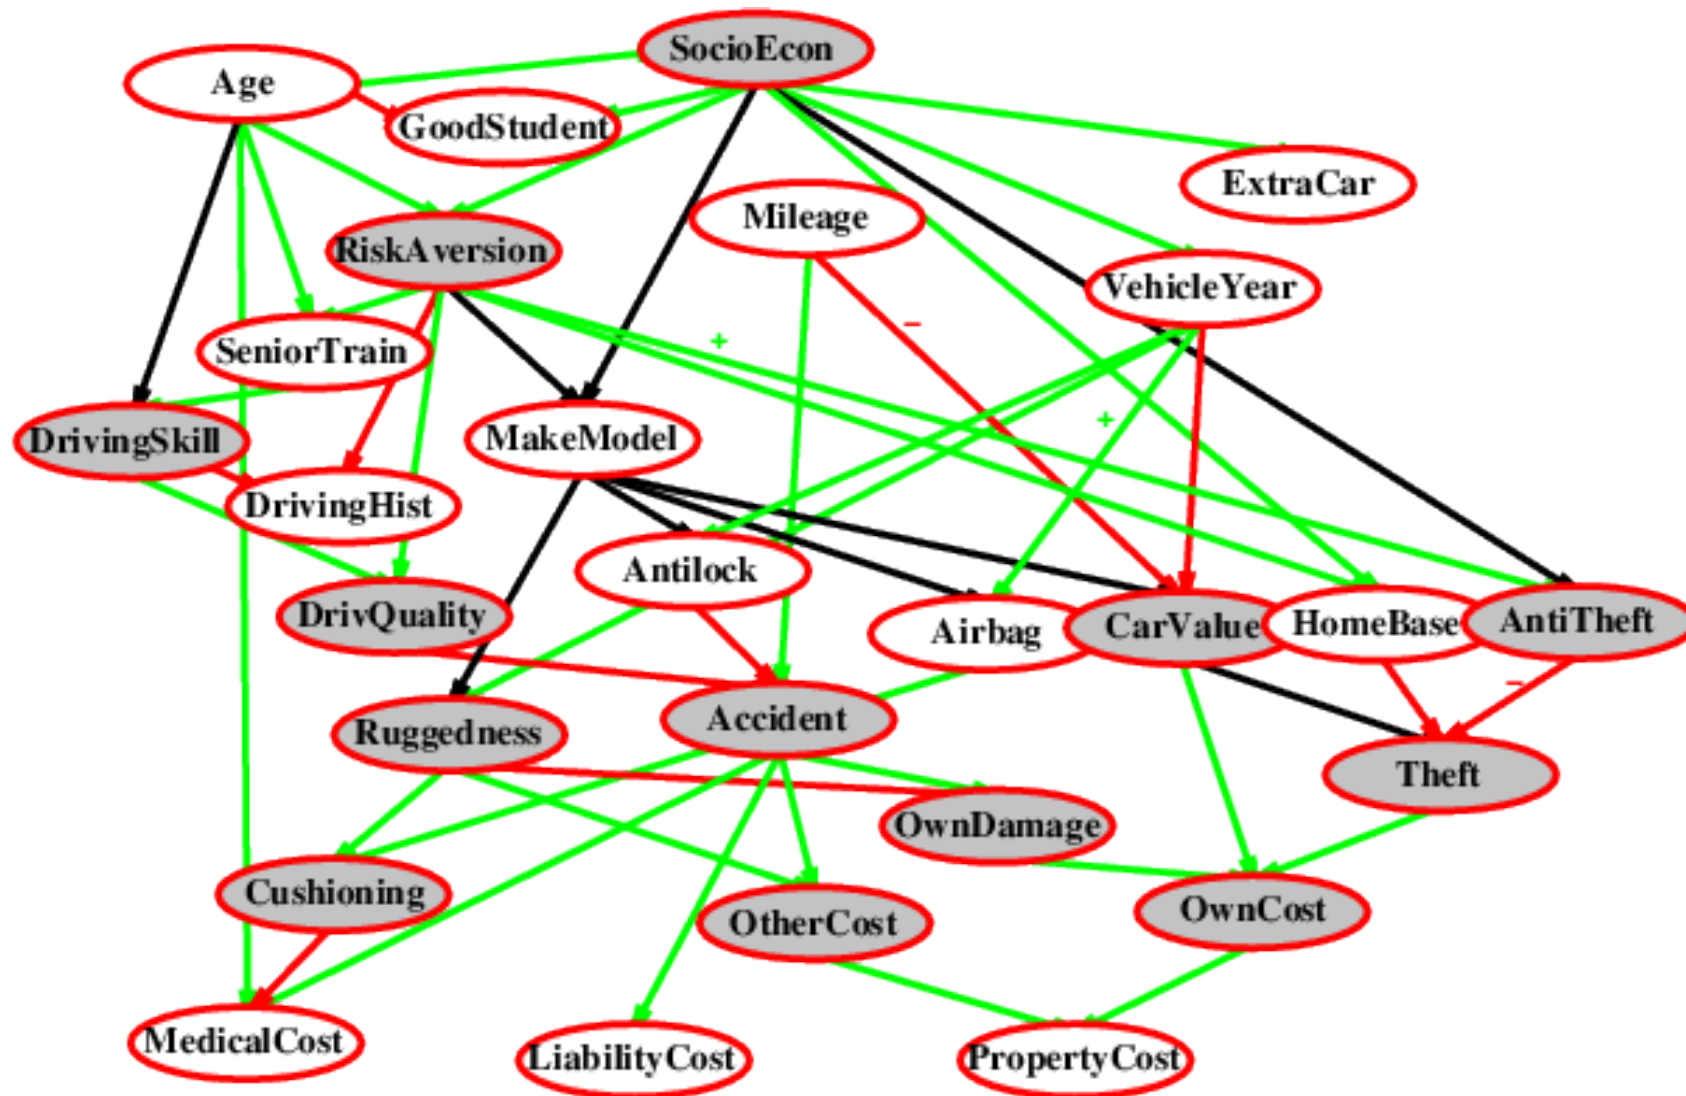 SocioEcon
Age
GoodStudent
ExtraCar
Mileage
RiskAversion
VehicleYear
+
−
SeniorTrain
+
DrivingSkill
MakeModel
DrivingHist
Antilock
DrivQuality
Airbag
CarValue
HomeBase
AntiTheft
−
Ruggedness
Accident
Theft
OwnDamage
Cushioning
OtherCost
OwnCost
MedicalCost
LiabilityCost
PropertyCost